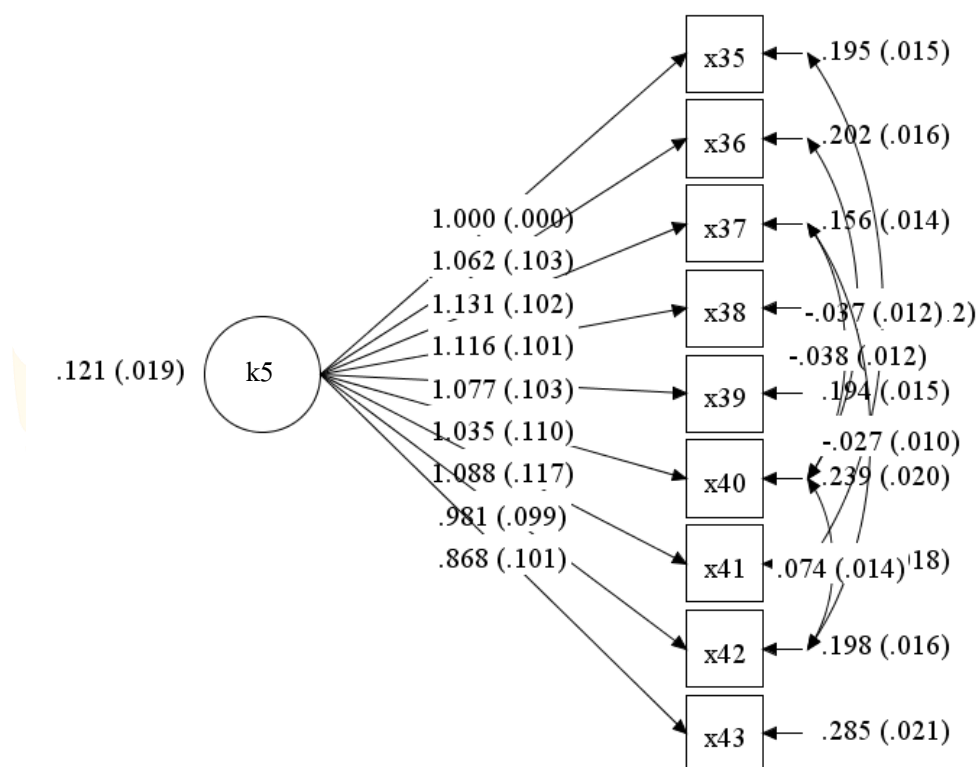 x35
.195 (.015)
x36
.202 (.016)
1.000 (.000)
x37
.156 (.014)
1.062 (.103)
1.131 (.102)
x38
-.037 (.012)
1.116 (.101)
-.038 (.012)
.121 (.019)
k5
1.077 (.103)
x39
.194 (.015)
1.035 (.110)
-.027 (.010)
1.088 (.117)
x40
.239 (.020)
.981 (.099)
.868 (.101)
x41
.074 (.014)
x42
.198 (.016)
x43
.285 (.021)